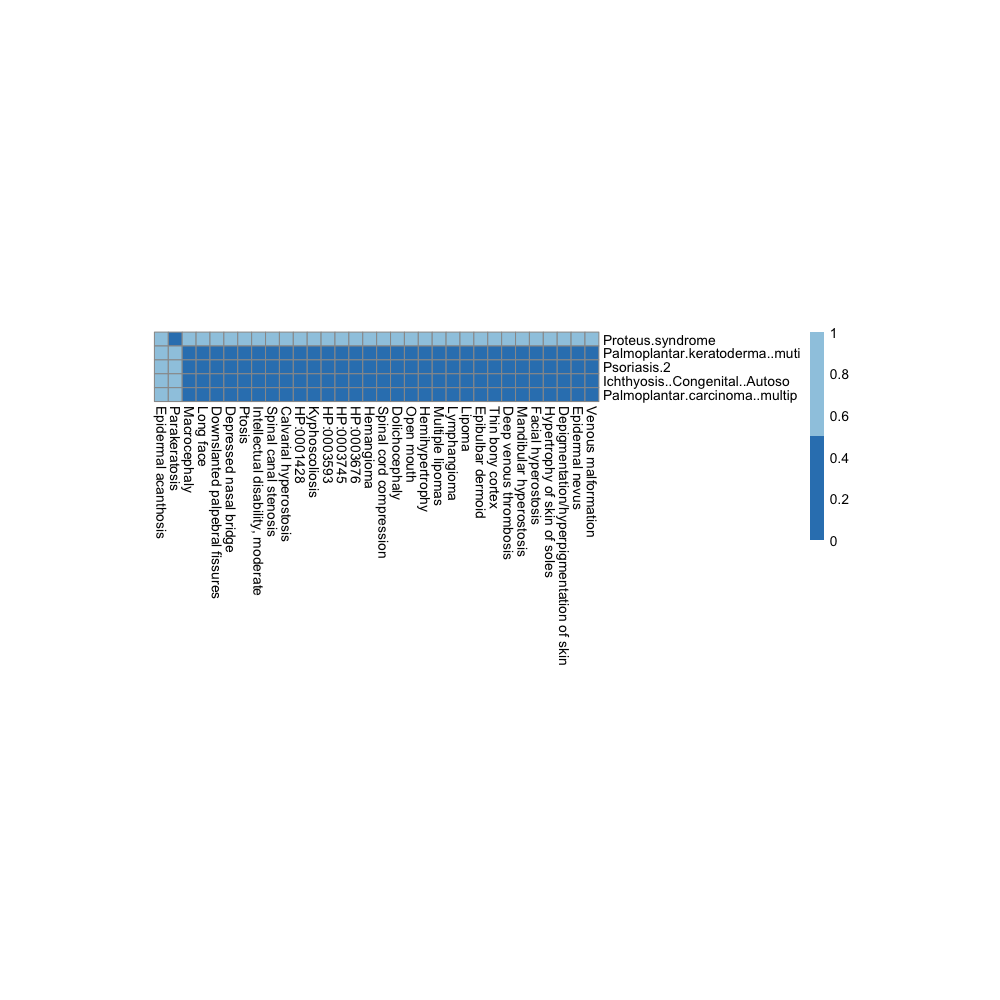 Proteus.syndrome
Palmoplantar.keratoderma..muti
Psoriasis.2
Ichthyosis..Congenital..Autoso
Palmoplantar.carcinoma..multip
1
0.8
0.6
0.4
0.2
0
Epidermal acanthosis
Parakeratosis
Macrocephaly
Long face
Downslanted palpebral fissures
Depressed nasal bridge
Ptosis
Intellectual disability, moderate
Spinal canal stenosis
Calvarial hyperostosis
HP:0001428
Kyphoscoliosis
HP:0003593
HP:0003745
HP:0003676
Hemangioma
Spinal cord compression
Dolichocephaly
Open mouth
Hemihypertrophy
Multiple lipomas
Lymphangioma
Lipoma
Epibulbar dermoid
Thin bony cortex
Deep venous thrombosis
Mandibular hyperostosis
Facial hyperostosis
Hypertrophy of skin of soles
Depigmentation/hyperpigmentation of skin
Epidermal nevus
Venous malformation